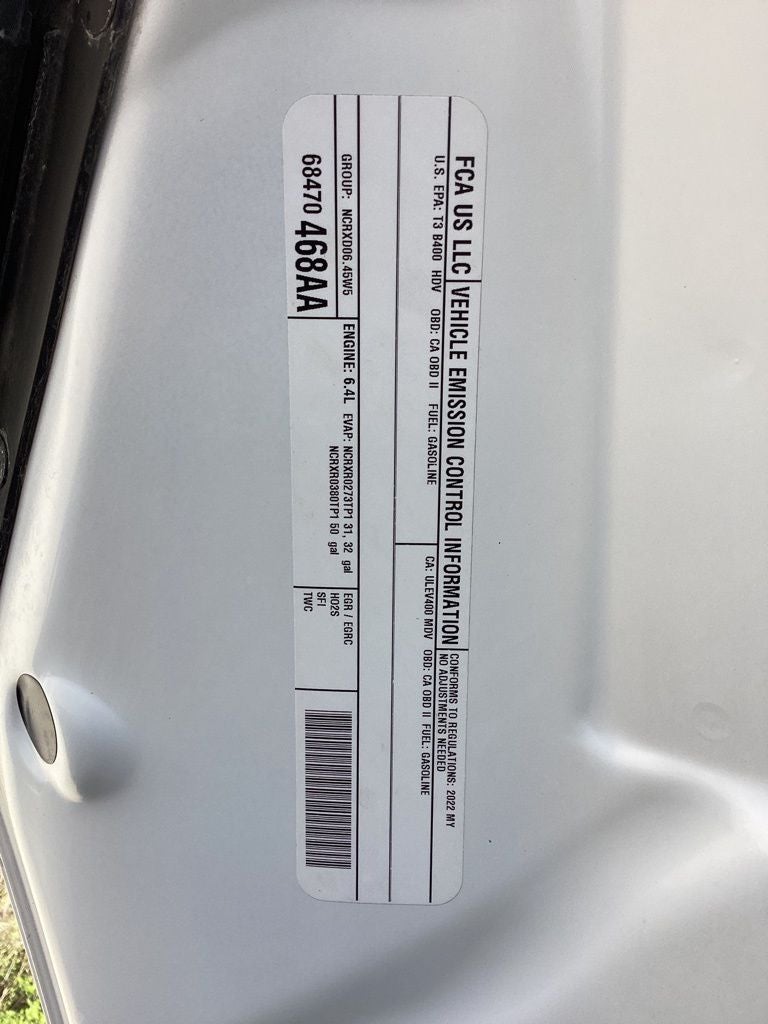 FCA US LLC
VEHICLE EMISSION CONTROL INFORMATION
CONFORMS TO REGULATIONS: 2022 MY
NO ADJUSTMENTS NEEDED
U.S. EPA: T3 B400 HDV OBD: CA OBD II FUEL: GASOLINE
CA: ULEV400 MDV OBD: CA OBD II FUEL: GASOLINE
GROUP: NCRXD06.45W5
68470 468AA
ENGINE: 6.4L EVAP: NCRXR0273TP1 31, 32 gal
NCRXR0380TP1 50 gal
EGR / EGRC
HO2S
SFI
TWC